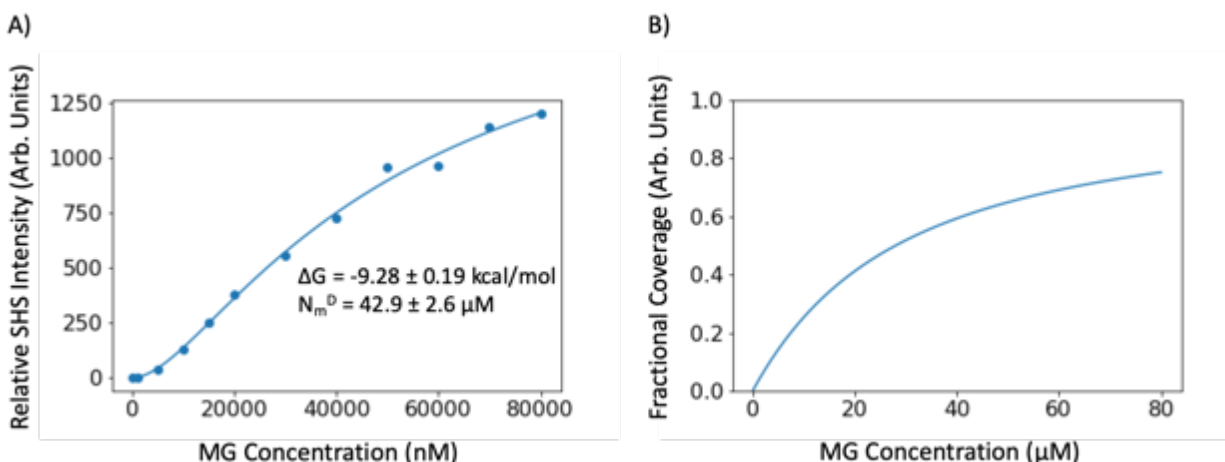 A)
B)
Relative SHS Intensity (Arb. Units)
1250
1000
750
500
250
0
ΔG = -9.28 ± 0.19 kcal/mol
Nₘᴰ = 42.9 ± 2.6 μM
0
20000
40000
60000
80000
MG Concentration (nM)
Fractional Coverage (Arb. Units)
1.0
0.8
0.6
0.4
0.2
0.0
0
20
40
60
80
MG Concentration (μM)